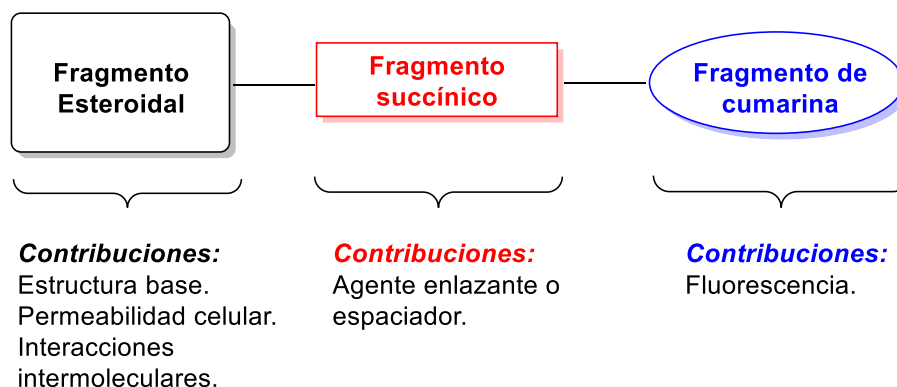 Fragmento
Esteroidal
Fragmento
succínico
Fragmento de
cumarina
Contribuciones:
Estructura base.
Permeabilidad celular.
Interacciones
intermoleculares.
Contribuciones:
Agente enlazante o
espaciador.
Contribuciones:
Fluorescencia.